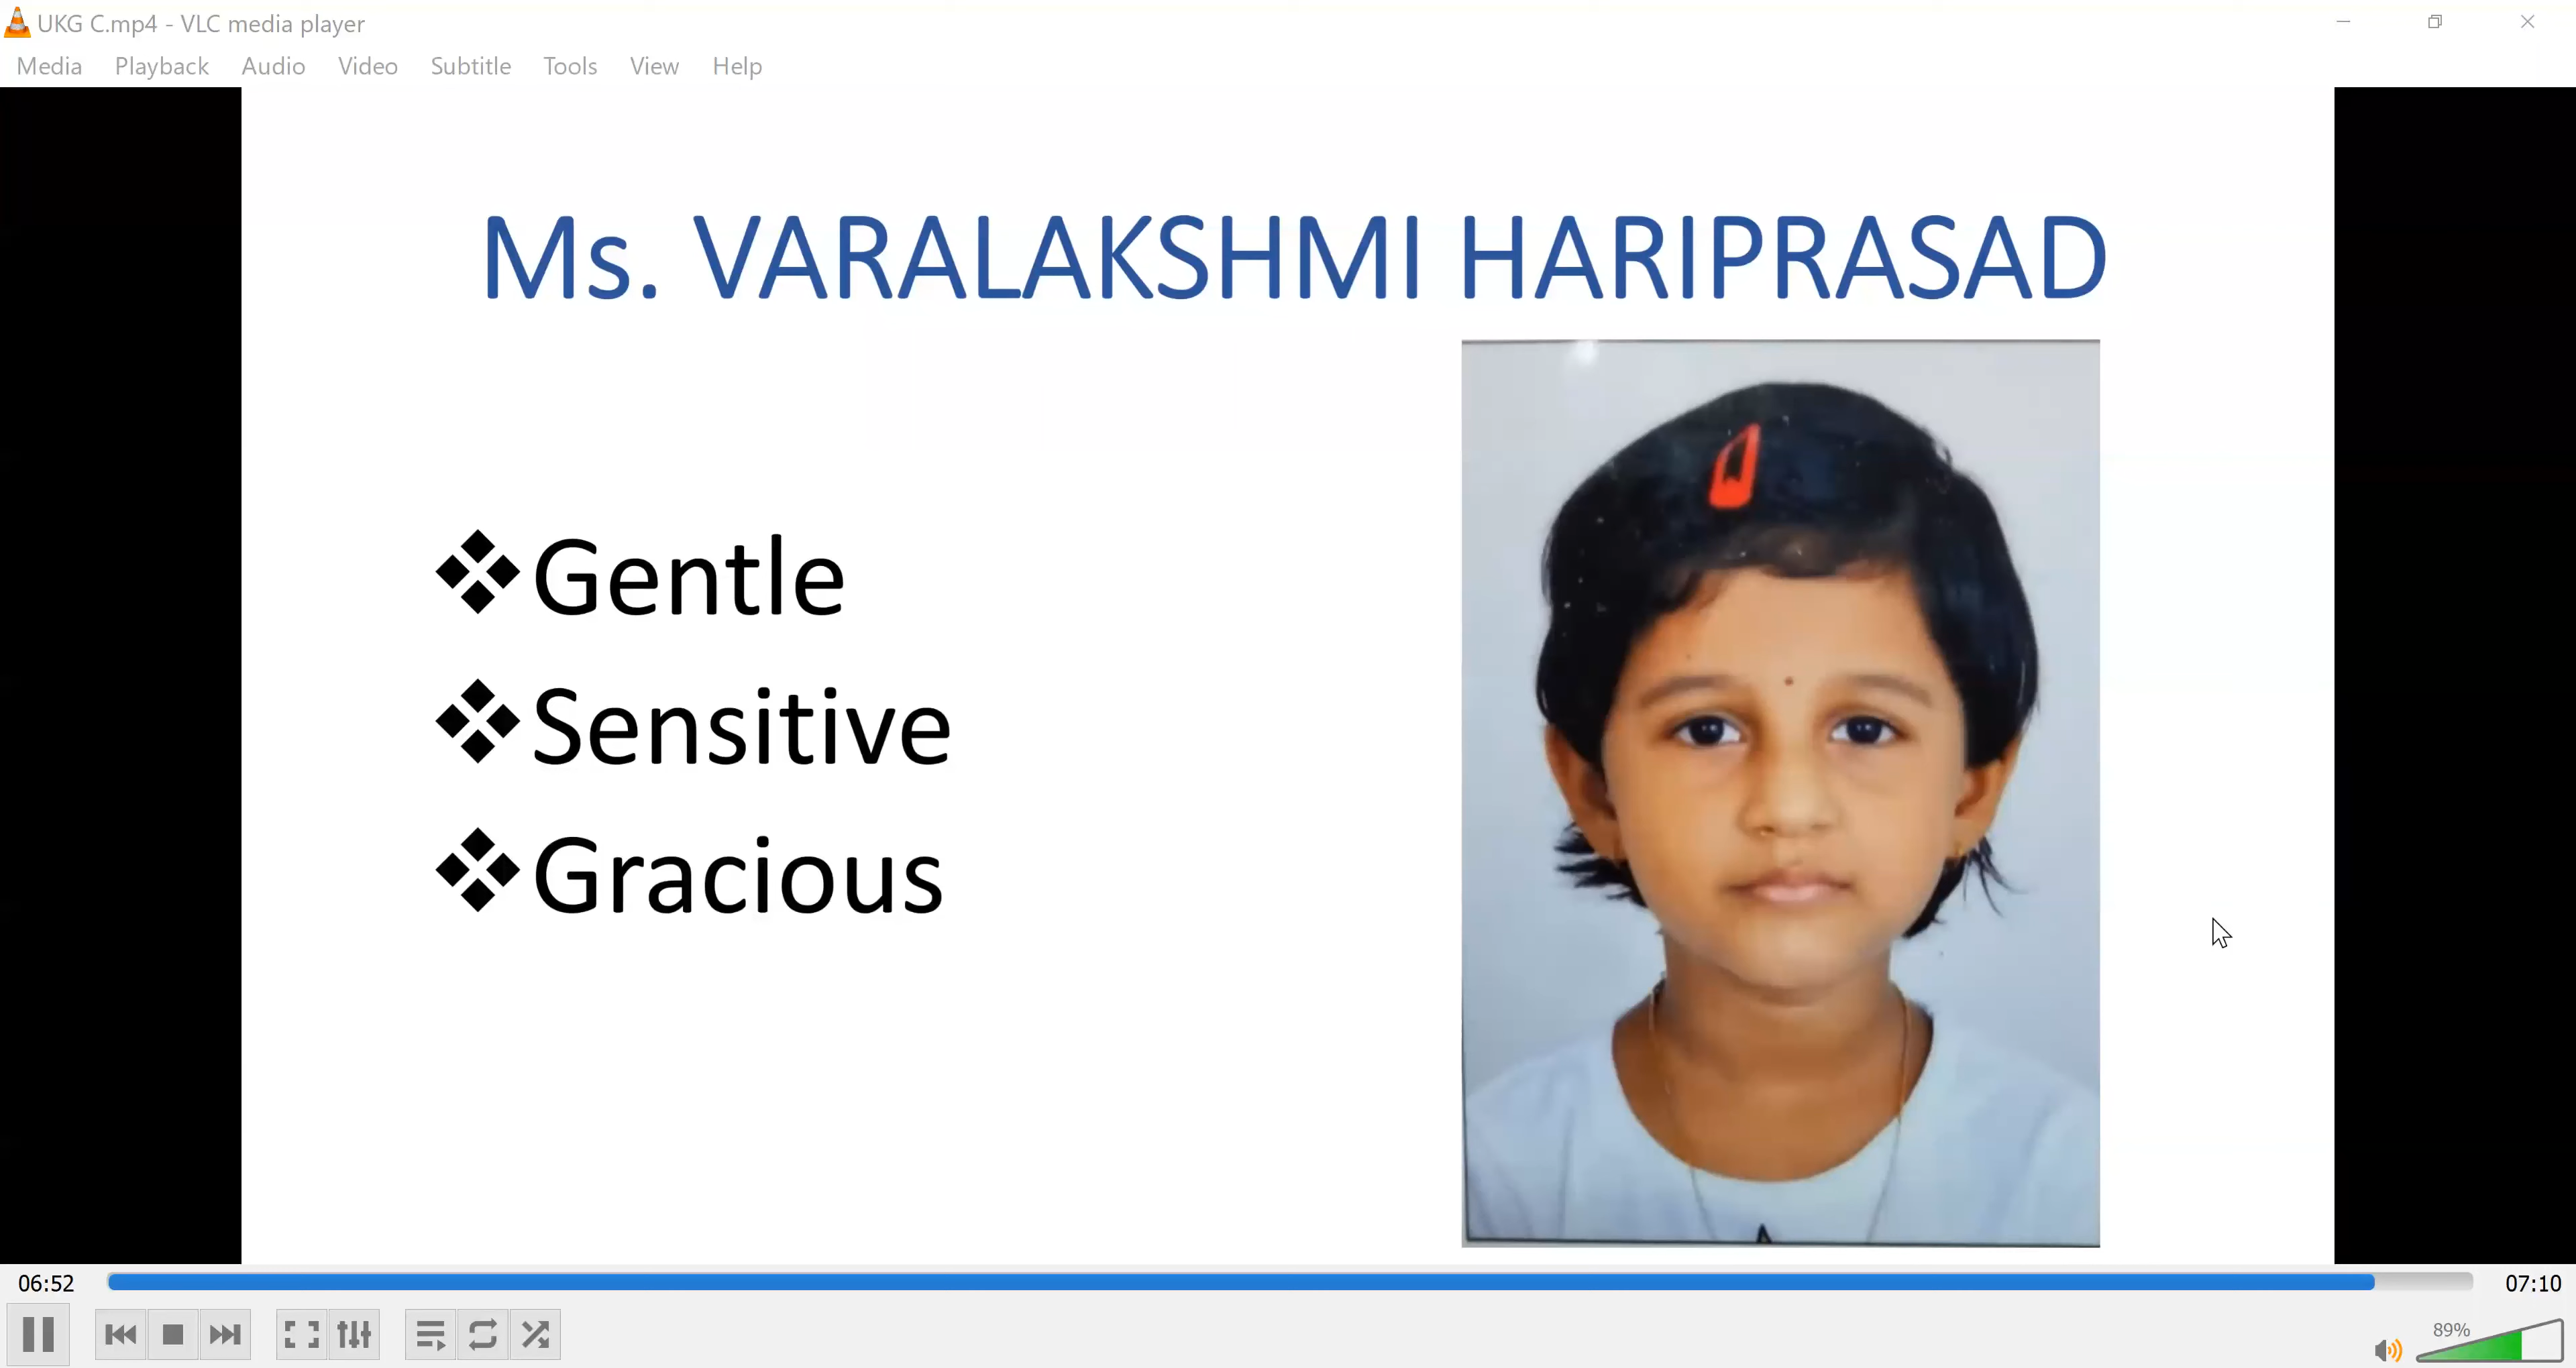 UKG C.mp4 - VLC media player
Media Playback Audio Video Subtitle Tools View Help
Ms. VARALAKSHMI HARIPRASAD
❖Gentle
❖Sensitive
❖Gracious
06:52 07:10
89%